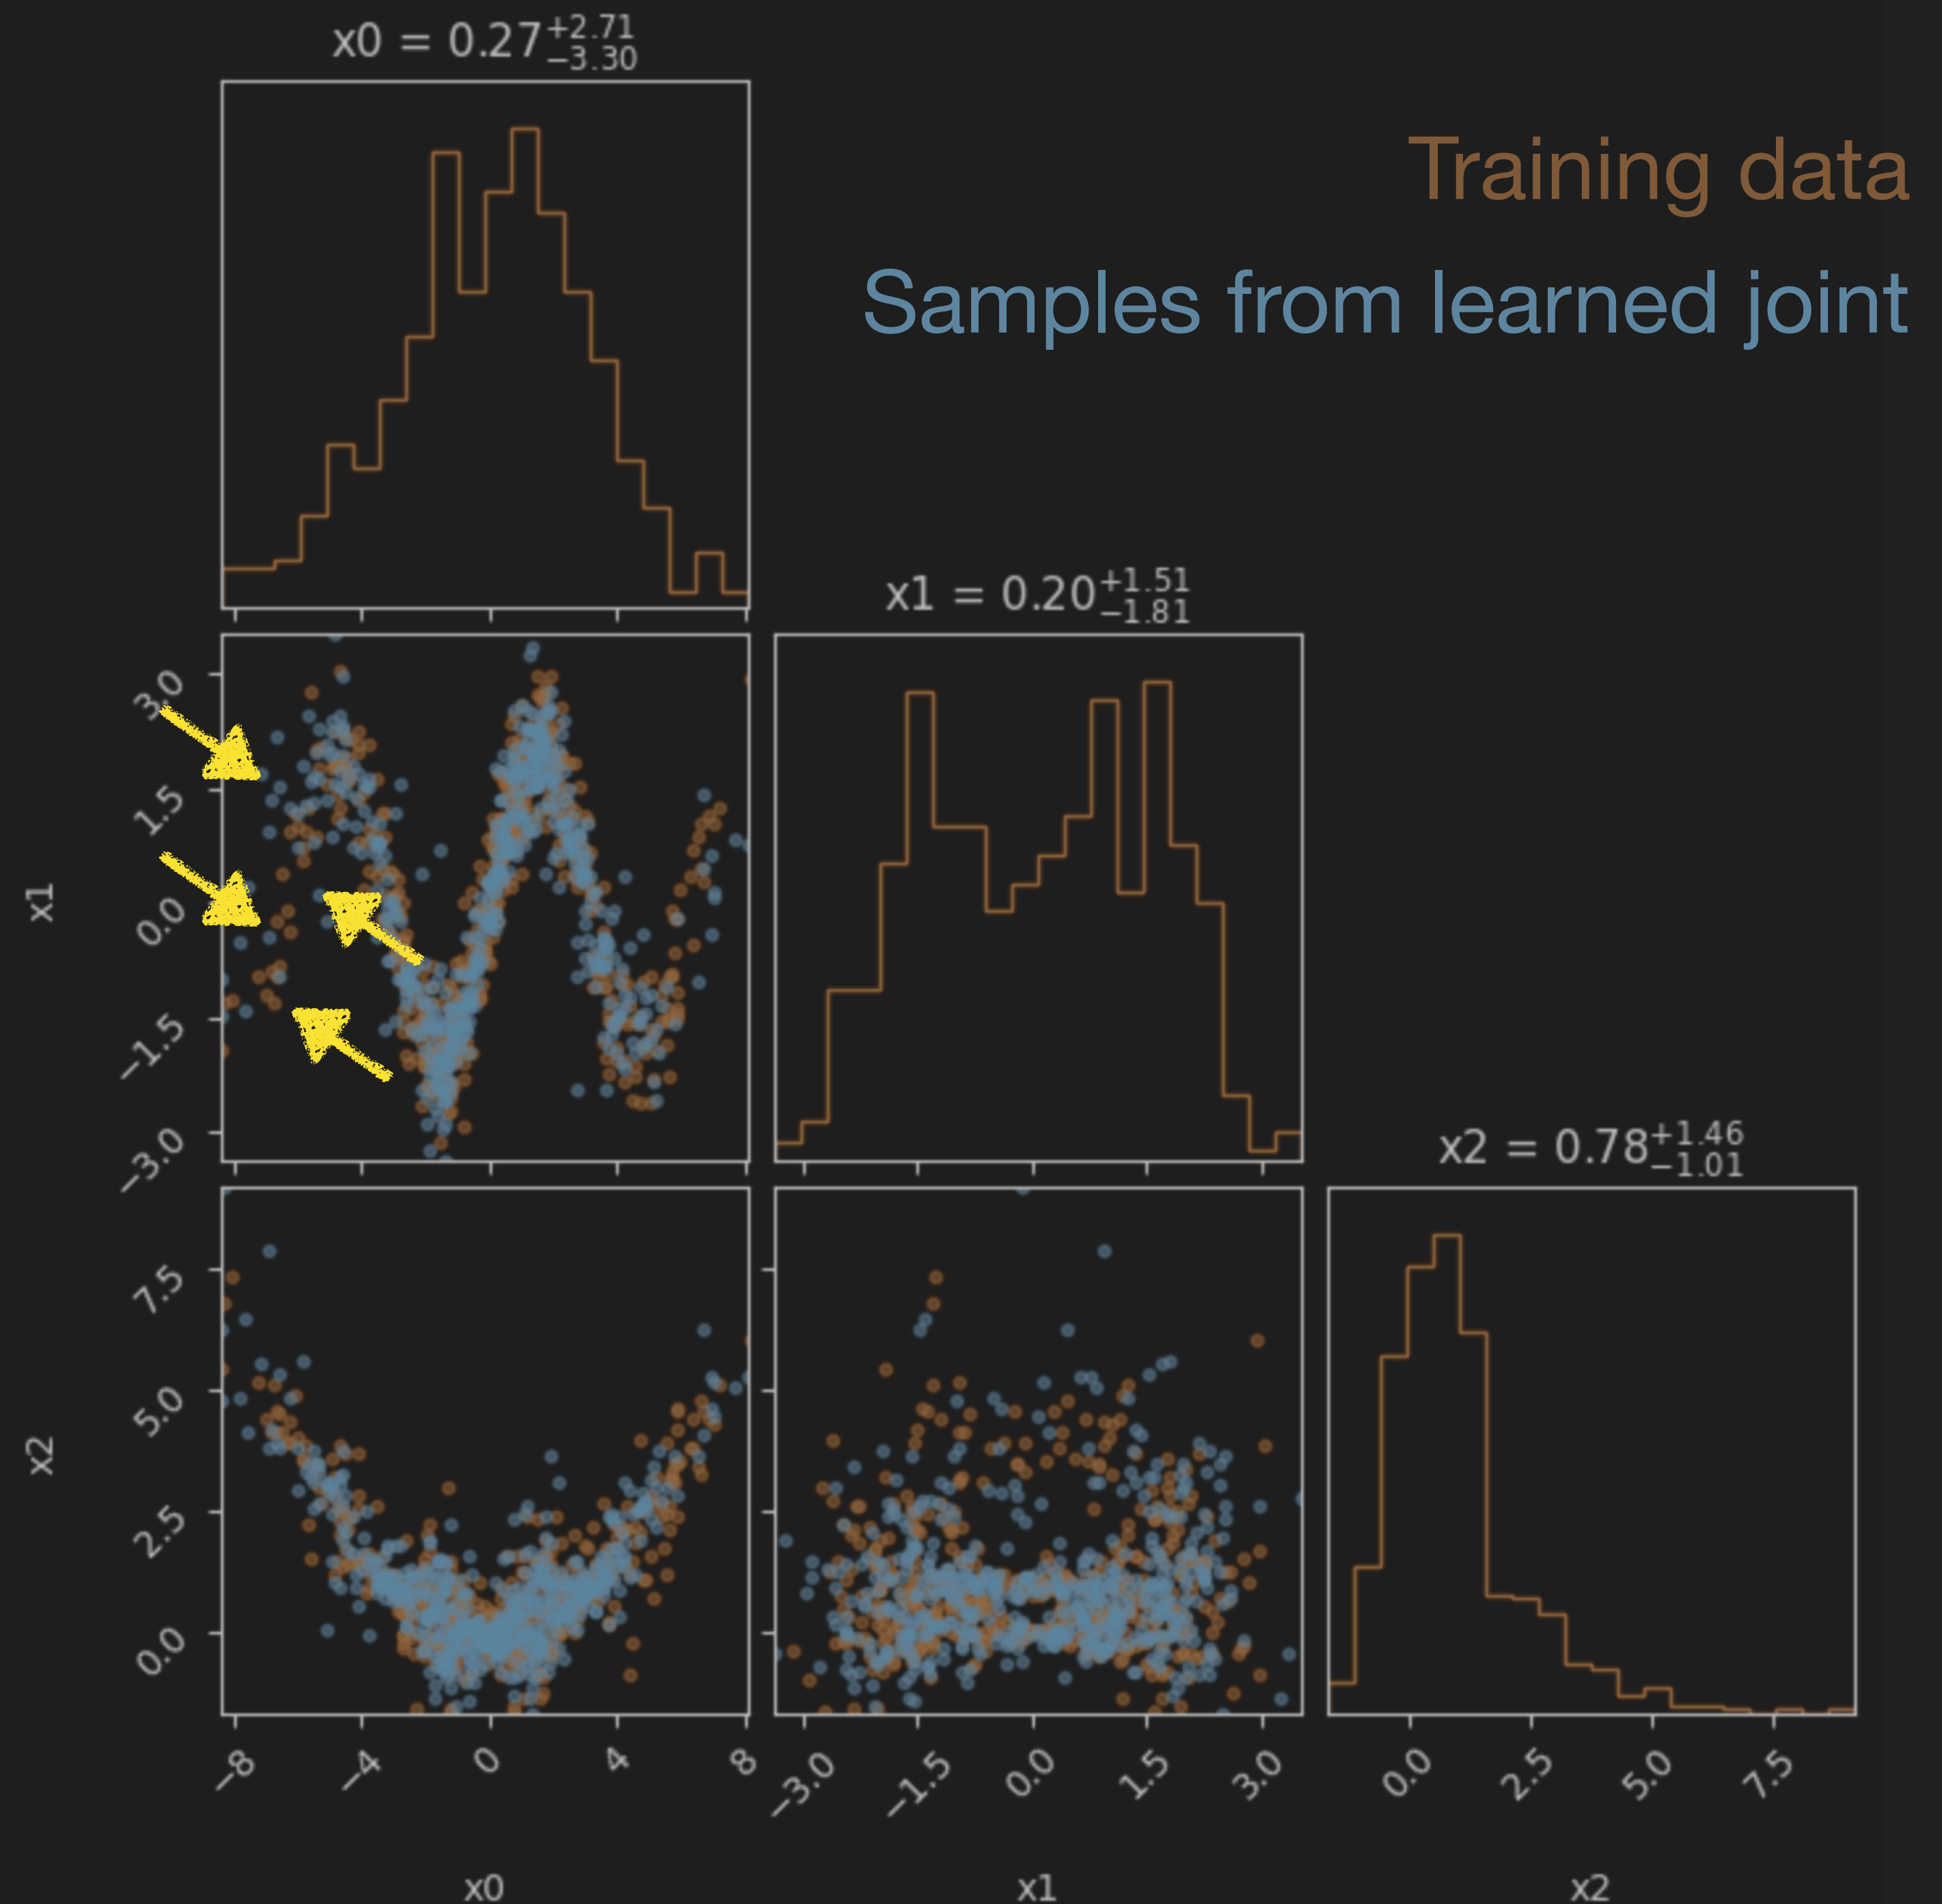 x0 = 0.27+2.71−3.30
Training data
Samples from learned joint
x1 = 0.20+1.51−1.81
3.0
1.5
0.0
−1.5
−3.0
x1
x2 = 0.78+1.46−1.01
7.5
5.0
2.5
0.0
x2
−8 −4 0 4 8 −3.0 −1.5 0.0 1.5 3.0 0.0 2.5 5.0 7.5
x0 x1 x2